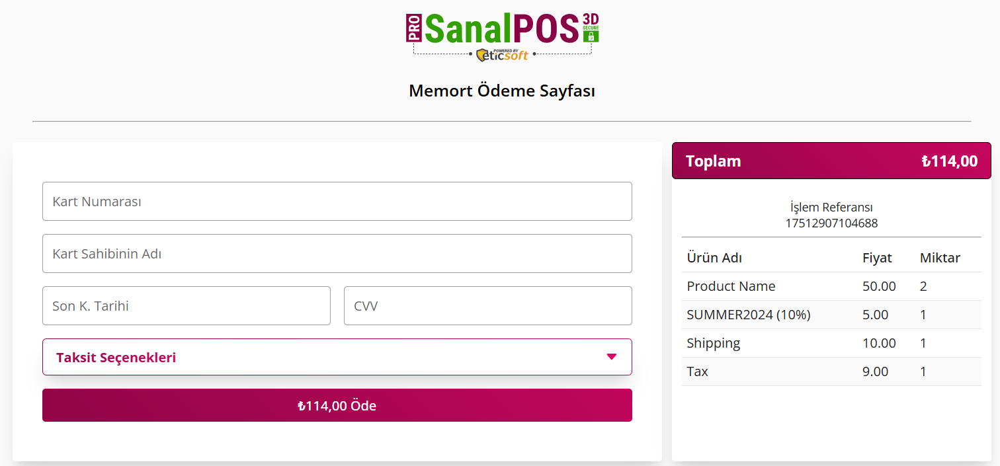 PRO SanalPOS 3D SECURE
POWERED BY
eticsoft
Memort Ödeme Sayfası
Kart Numarası
Kart Sahibinin Adı
Son K. Tarihi CVV
Taksit Seçenekleri
₺114,00 Öde
Toplam ₺114,00
İşlem Referansı
17512907104688
Ürün Adı Fiyat Miktar
Product Name 50.00 2
SUMMER2024 (10%) 5.00 1
Shipping 10.00 1
Tax 9.00 1